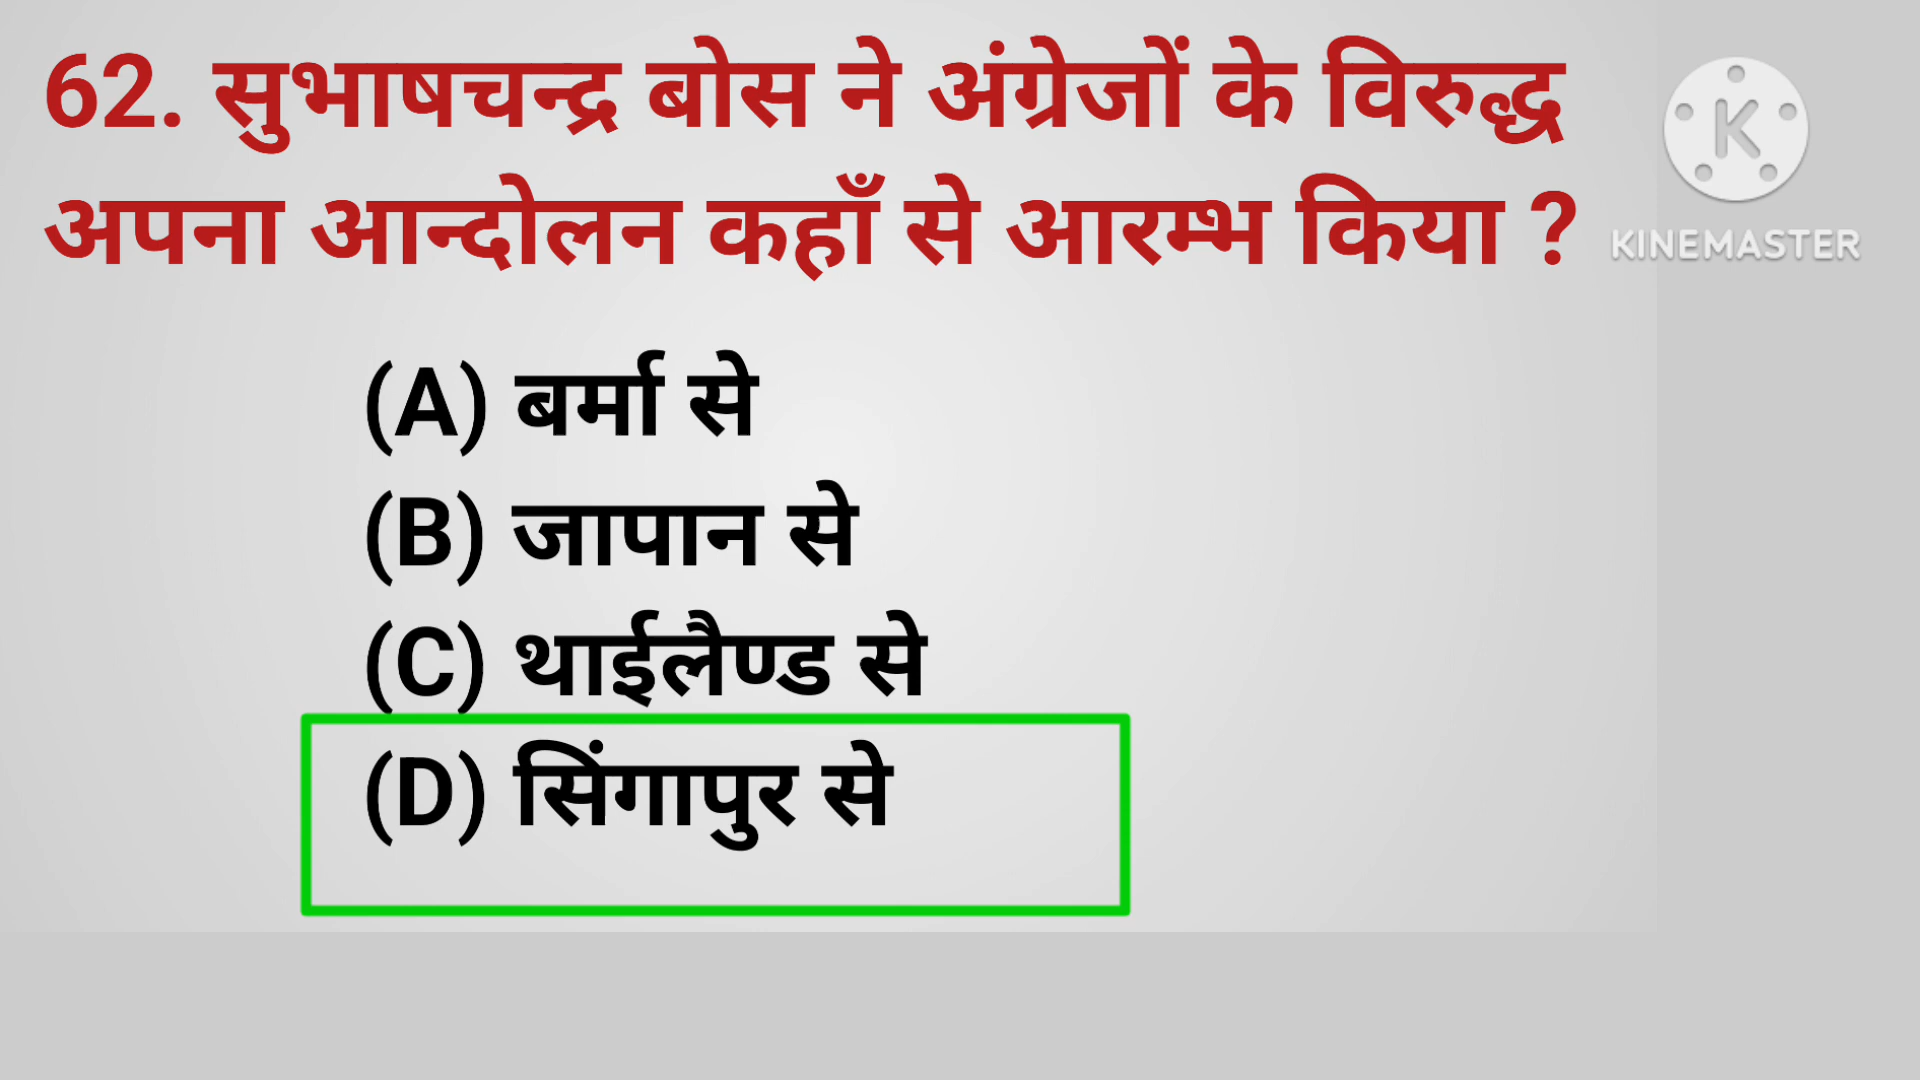 62. सुभाषचन्द्र बोस ने अंग्रेजों के विरुद्ध
अपना आन्दोलन कहाँ से आरम्भ किया ?
K
KINEMASTER
(A) बर्मा से
(B) जापान से
(C) थाईलैण्ड से
(D) सिंगापुर से